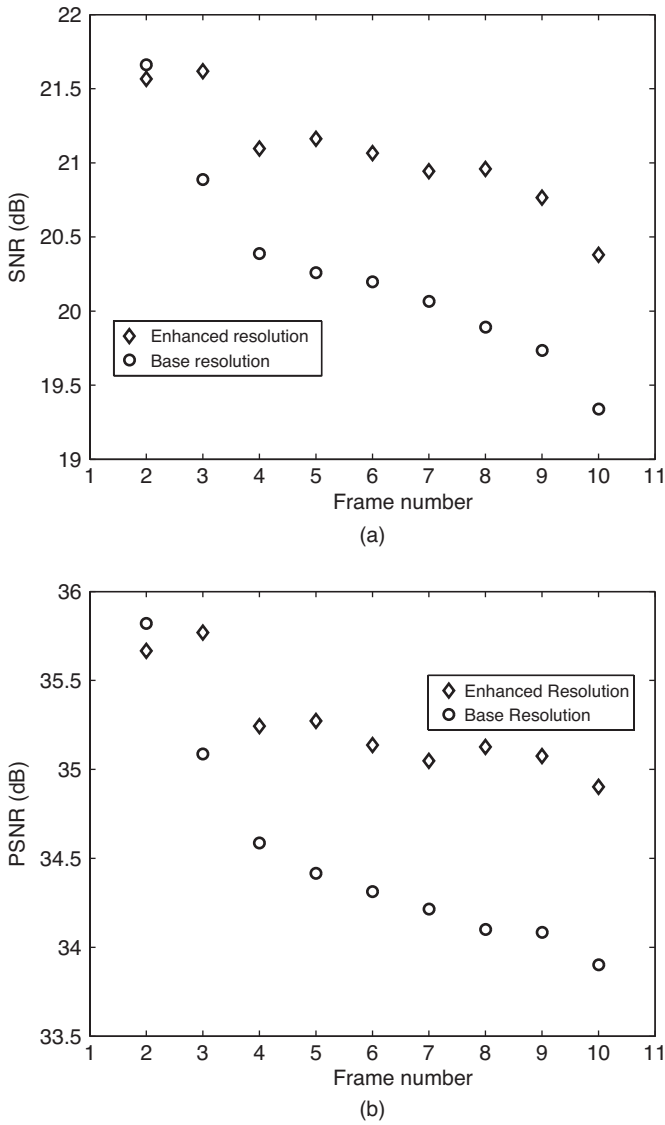 22
21.5
21
20.5
20
19.5
19
SNR (dB)
Enhanced resolution
Base resolution
1 2 3 4 5 6 7 8 9 10 11
Frame number
(a)
36
35.5
35
34.5
34
33.5
PSNR (dB)
Enhanced Resolution
Base Resolution
1 2 3 4 5 6 7 8 9 10 11
Frame number
(b)